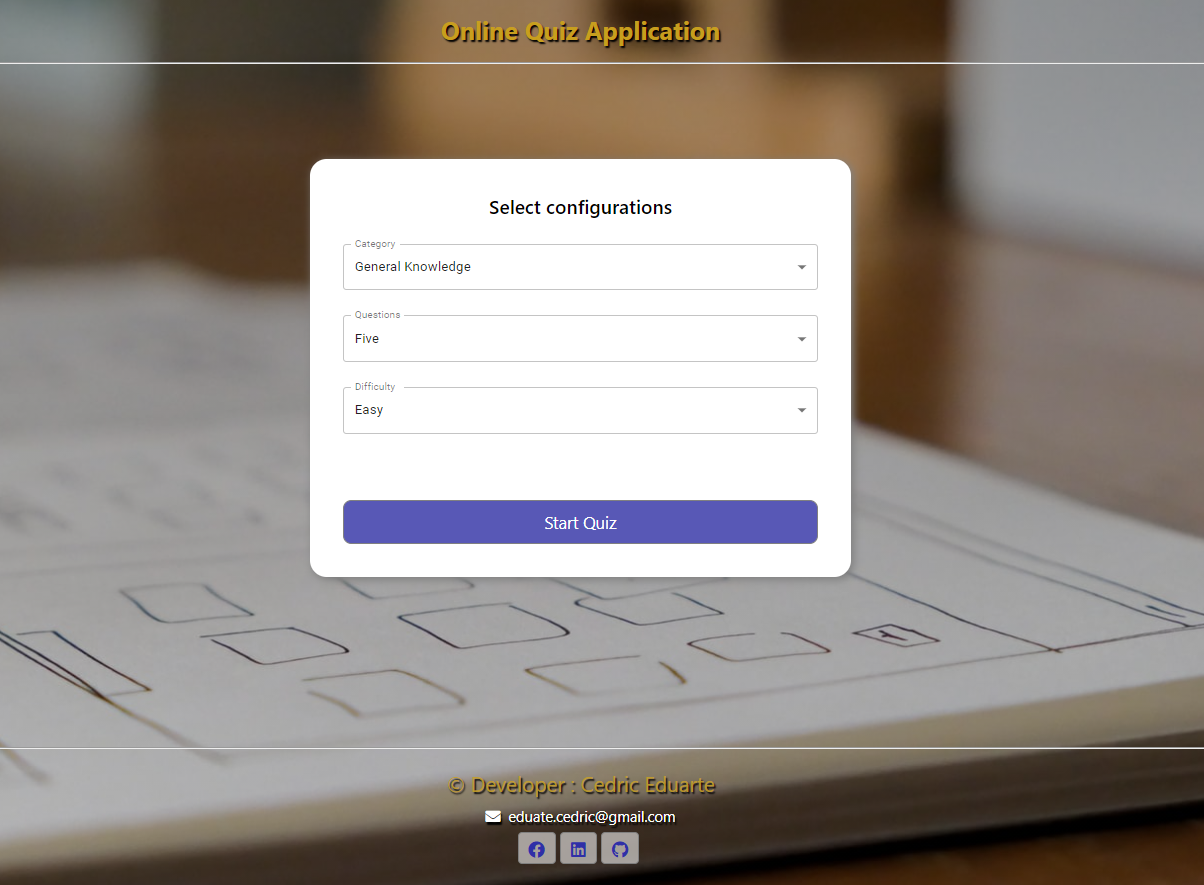 Online Quiz Application
Select configurations
Category
General Knowledge
Questions
Five
Difficulty
Easy
Start Quiz
© Developer : Cedric Eduarte
eduate.cedric@gmail.com